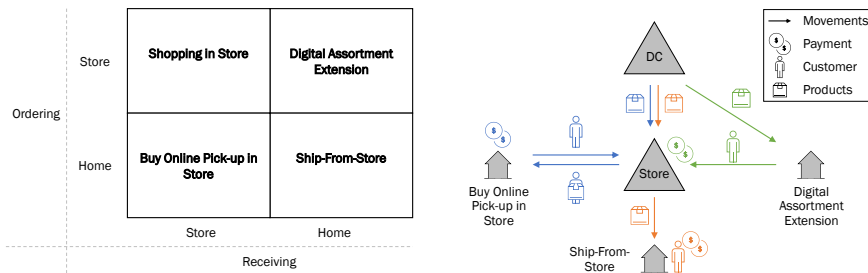 Shopping in Store
Digital Assortment
Extension
Store
Ordering
Home
Buy Online Pick-up in
Store
Ship-From-Store
Store
Home
Receiving
Movements
Payment
Customer
Products
DC
$
$
$
$
$
$
$
$
Store
Buy Online
Pick-up in
Store
Digital
Assortment
Extension
Ship-From-
Store